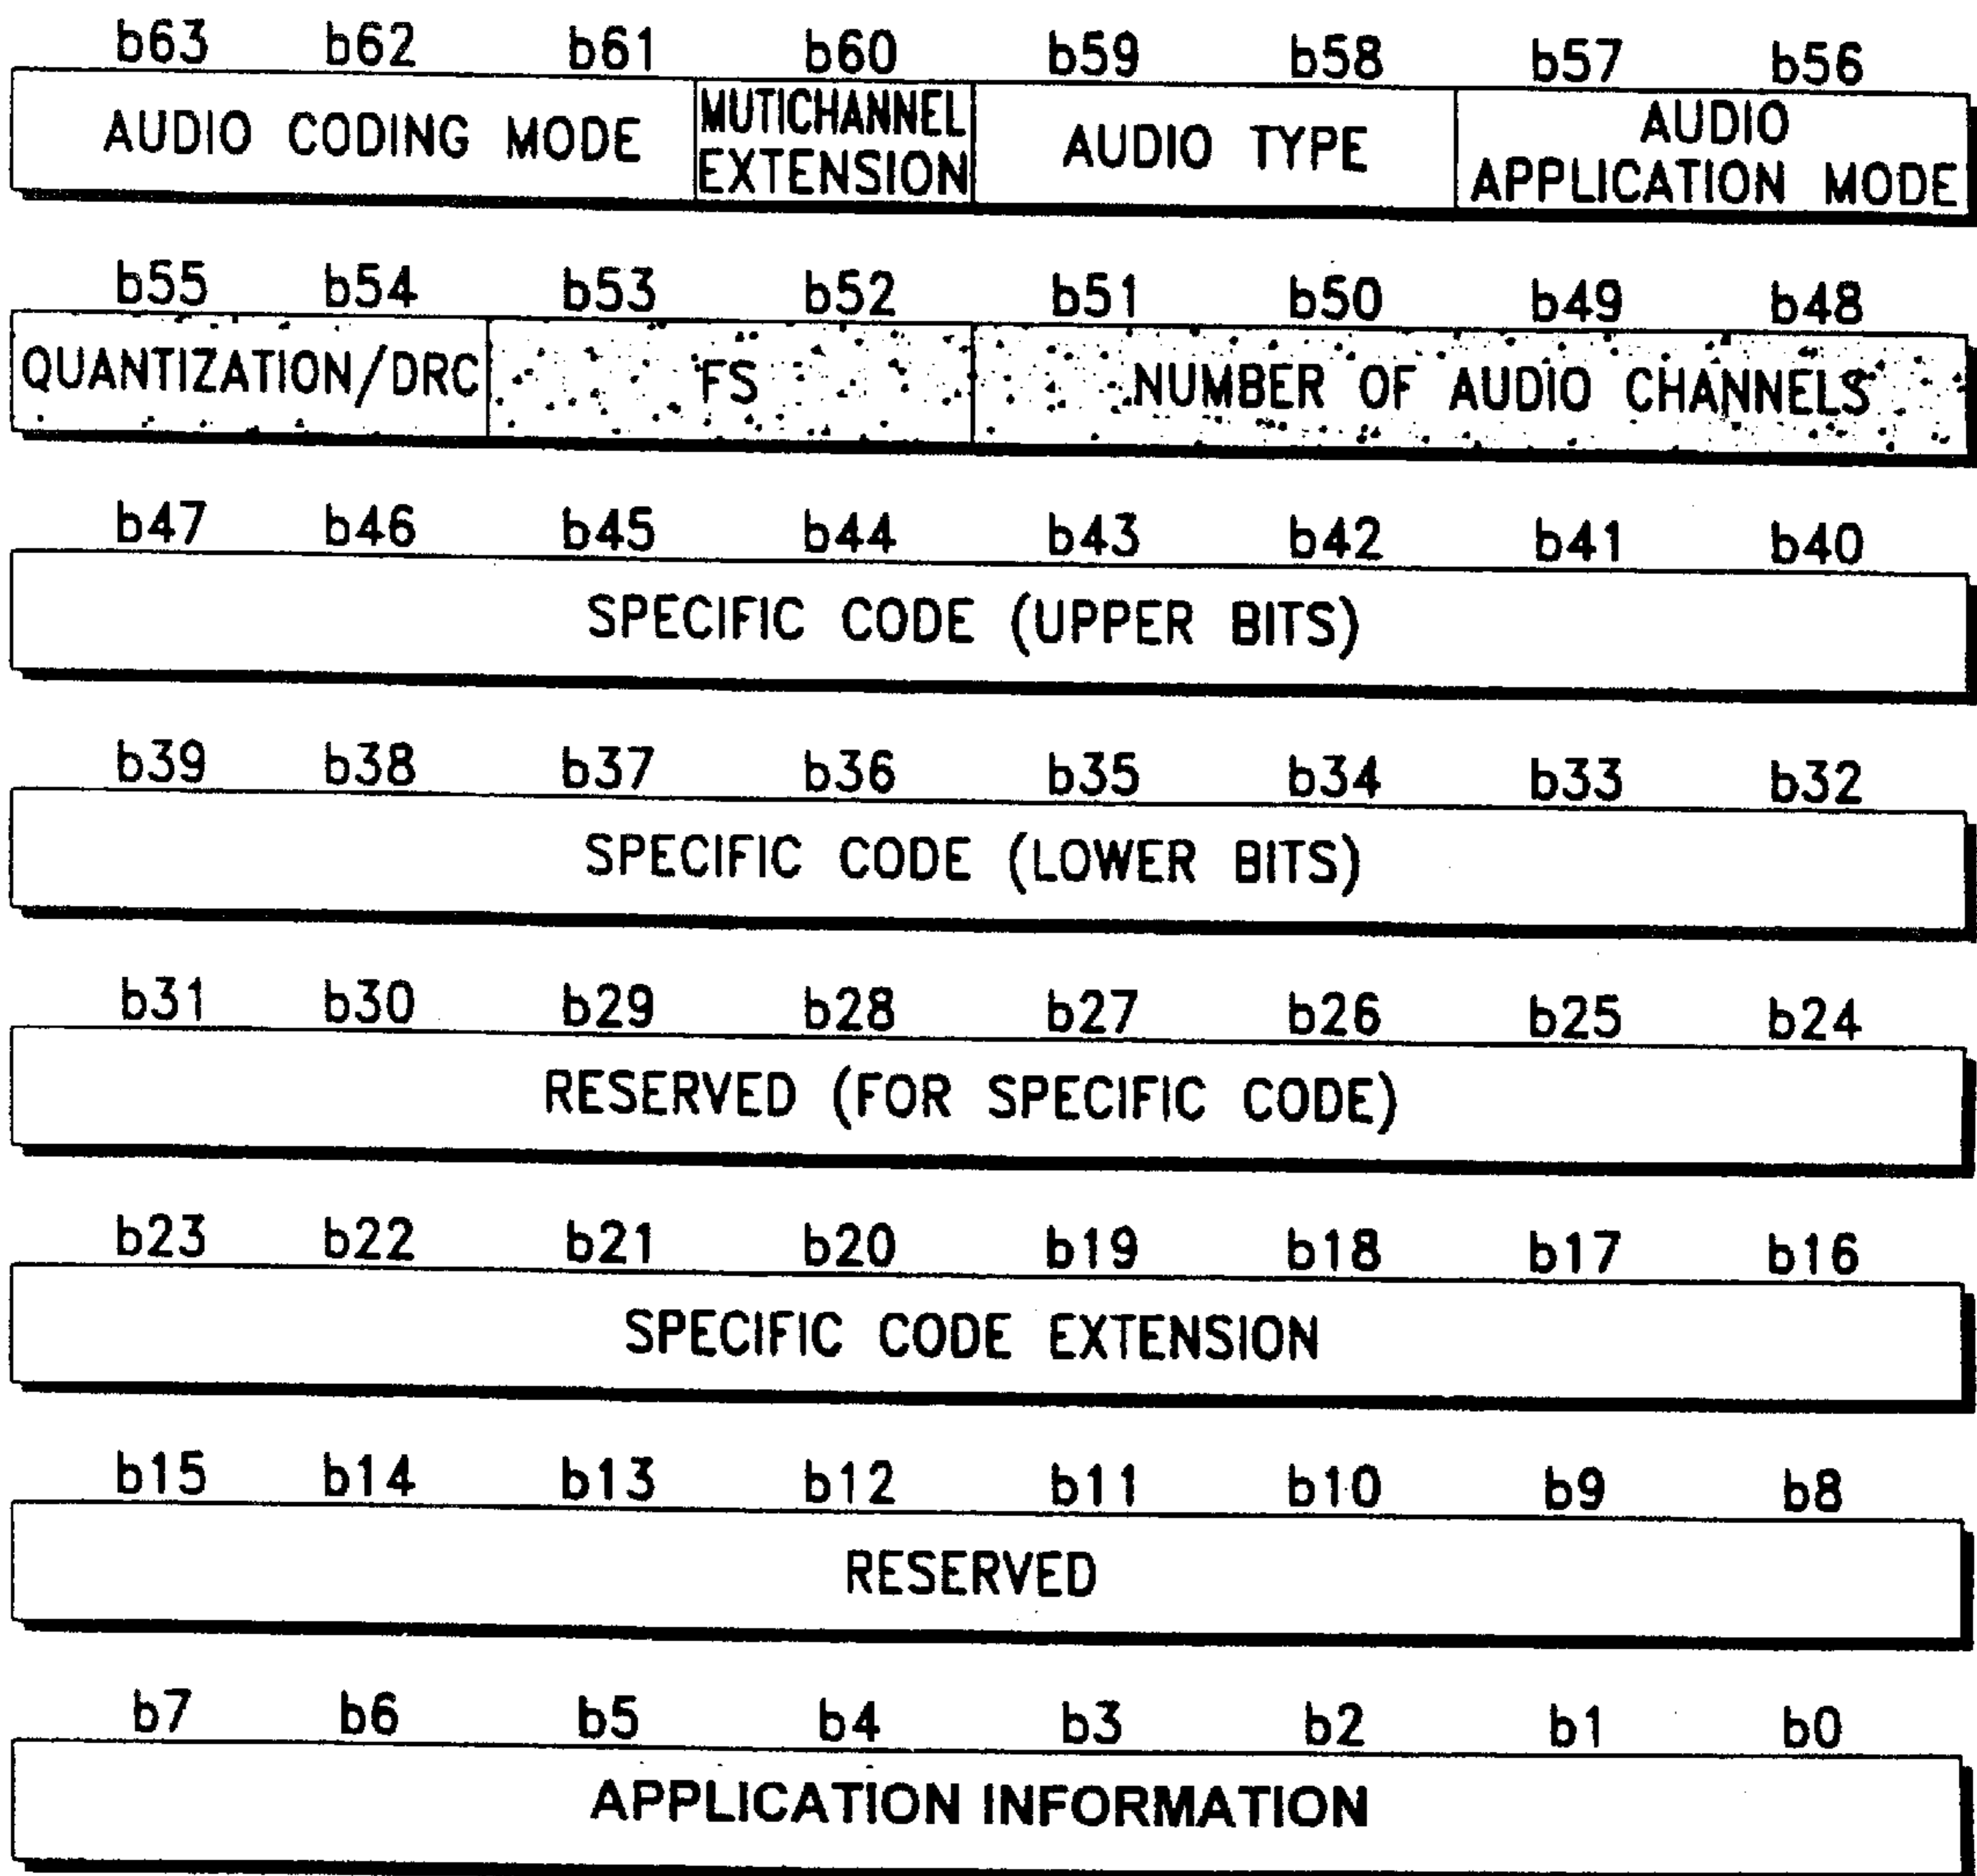 b63 b62 b61 b60 b59 b58 b57 b56
AUDIO CODING MODE
MUTICHANNEL
EXTENSION
AUDIO TYPE
AUDIO
APPLICATION MODE
b55 b54 b53 b52 b51 b50 b49 b48
QUANTIZATION/DRC FS NUMBER OF AUDIO CHANNELS
b47 b46 b45 b44 b43 b42 b41 b40
SPECIFIC CODE (UPPER BITS)
b39 b38 b37 b36 b35 b34 b33 b32
SPECIFIC CODE (LOWER BITS)
b31 b30 b29 b28 b27 b26 b25 b24
RESERVED (FOR SPECIFIC CODE)
b23 b22 b21 b20 b19 b18 b17 b16
SPECIFIC CODE EXTENSION
b15 b14 b13 b12 b11 b10 b9 b8
RESERVED
b7 b6 b5 b4 b3 b2 b1 b0
APPLICATION INFORMATION